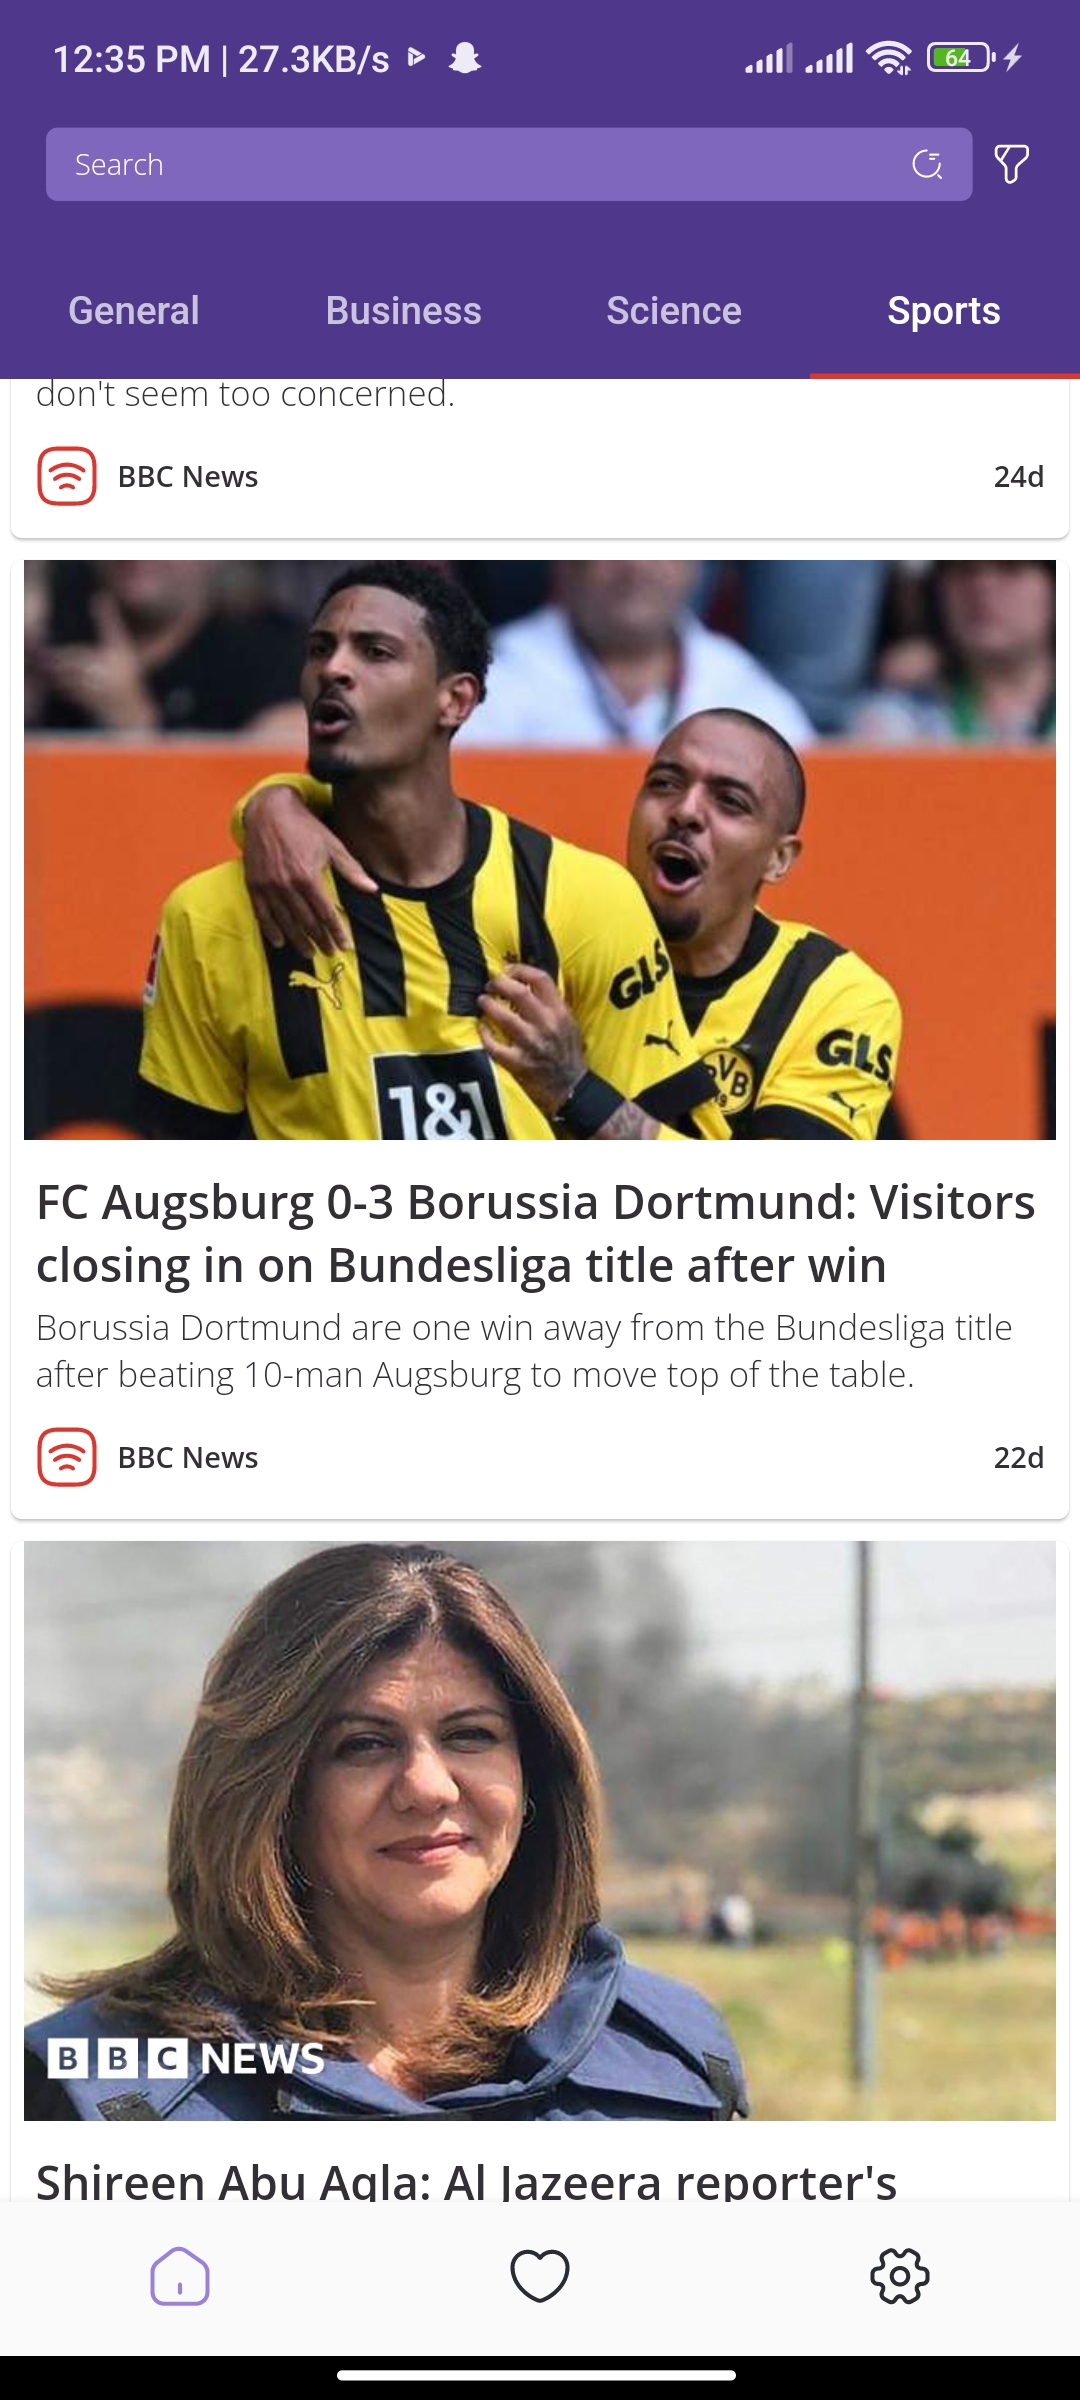 12:35 PM | 27.3KB/s
64
Search
General Business Science Sports
don't seem too concerned.
BBC News 24d
GLS
GLS
BVB
09
1&1
FC Augsburg 0-3 Borussia Dortmund: Visitors
closing in on Bundesliga title after win
Borussia Dortmund are one win away from the Bundesliga title
after beating 10-man Augsburg to move top of the table.
BBC News 22d
BBC NEWS
Shireen Abu Aqla: Al Jazeera reporter's